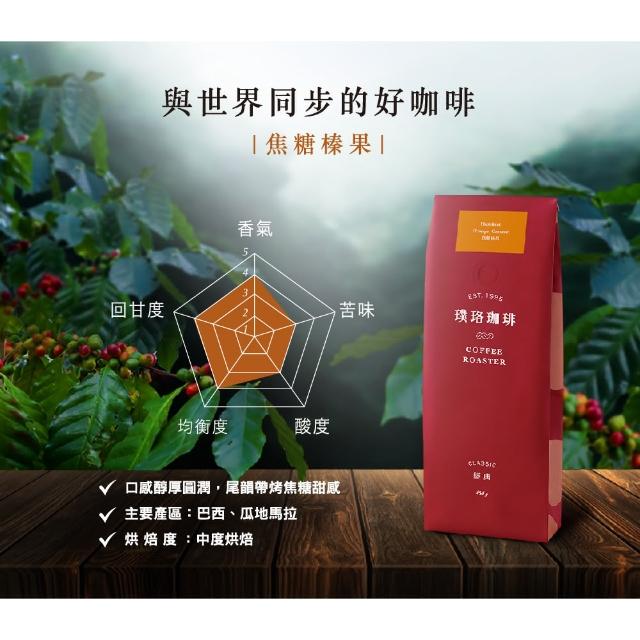 與世界同步的好咖啡
|焦糖榛果|
香氣
5
4
3
2
1
回甘度
苦味
均衡度
酸度
EST. 1995
璞珞珈琲
COFFEE
ROASTER
CLASSIC
經典
✓ 口感醇厚圓潤,尾韻帶烤焦糖甜感
✓ 主要產區:巴西、瓜地馬拉
✓ 烘焙度:中度烘焙